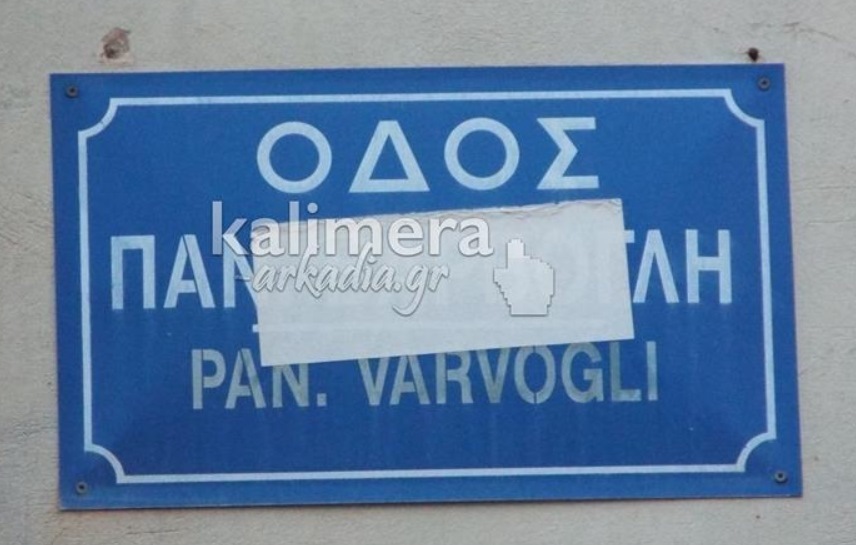 ΟΔΟΣ
kalimera
-arkadia.gr
PAN. VARVOGLI